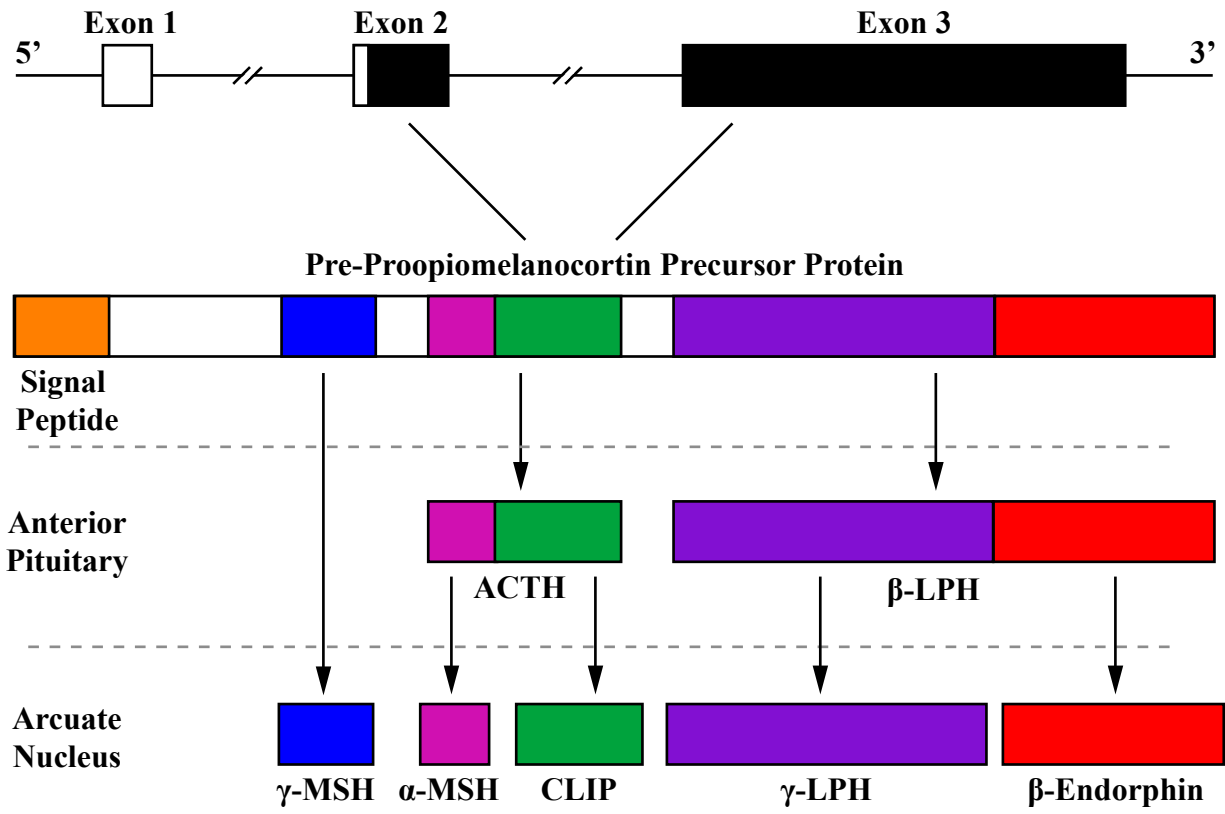 Exon 1
Exon 2
Exon 3
5’
3’
Pre-Proopiomelanocortin Precursor Protein
Signal
Peptide
Anterior
Pituitary
ACTH
β-LPH
Arcuate
Nucleus
γ-MSH
α-MSH
CLIP
γ-LPH
β-Endorphin